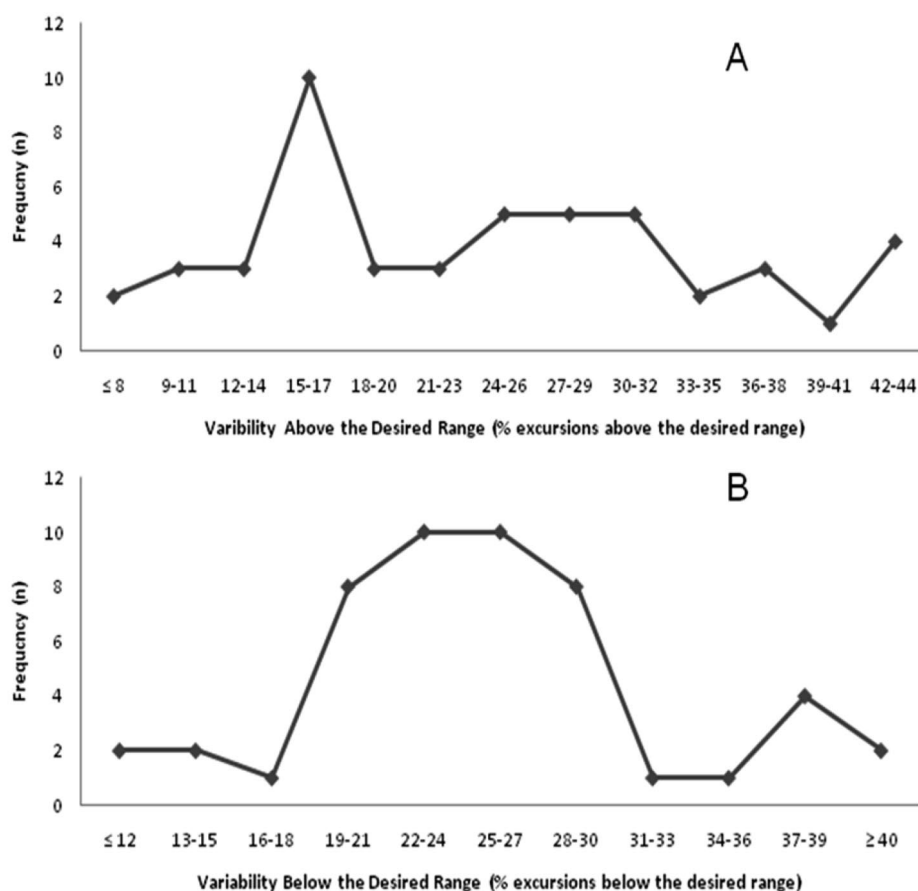 A
12
10
8
6
4
2
0
Frequcny (n)
≤ 8 9-11 12-14 15-17 18-20 21-23 24-26 27-29 30-32 33-35 36-38 39-41 42-44
Varibility Above the Desired Range (% excursions above the desired range)
B
12
10
8
6
4
2
0
Frequcncy (n)
≤ 12 13-15 16-18 19-21 22-24 25-27 28-30 31-33 34-36 37-39 ≥40
Variability Below the Desired Range (% excursions below the desired range)